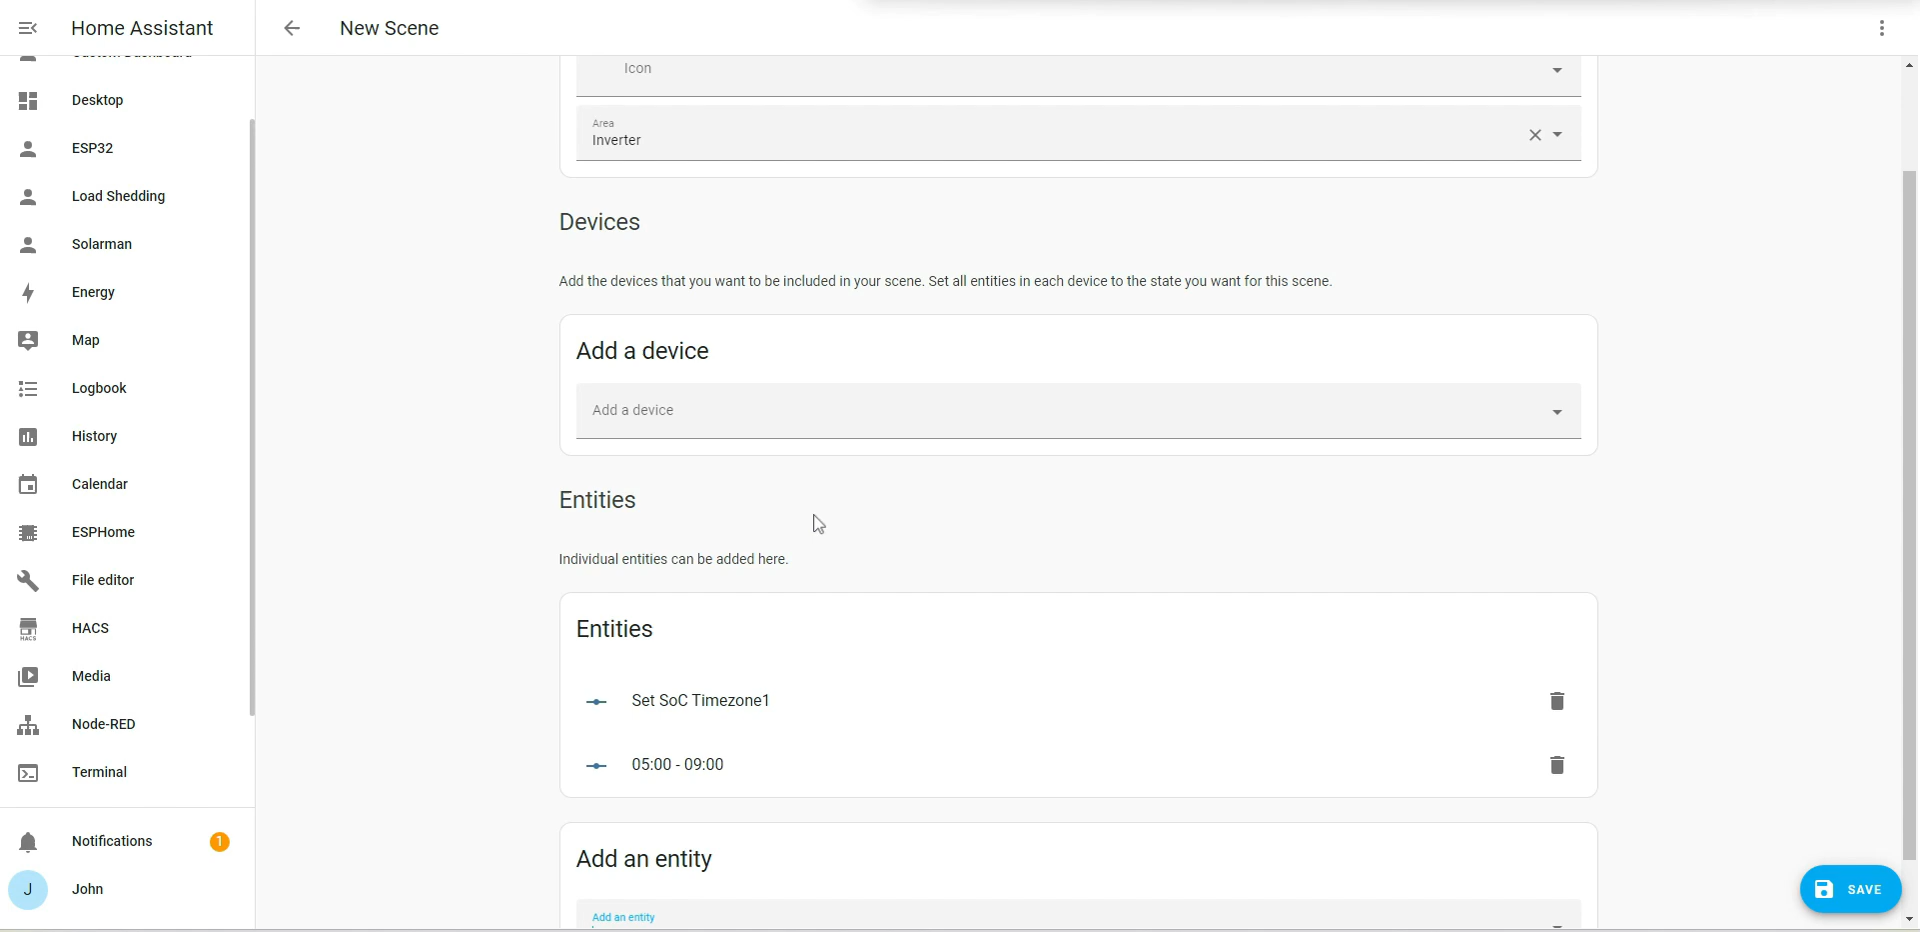 Home Assistant
New Scene
Desktop
ESP32
Load Shedding
Solarman
Energy
Map
Logbook
History
Calendar
ESPHome
File editor
HACS
HACS
Media
Node-RED
Terminal
Notifications
1
J
John
Icon
Area
Inverter
Devices
Add the devices that you want to be included in your scene. Set all entities in each device to the state you want for this scene.
Add a device
Add a device
Entities
Individual entities can be added here.
Entities
Set SoC Timezone1
05:00 - 09:00
Add an entity
Add an entity
SAVE